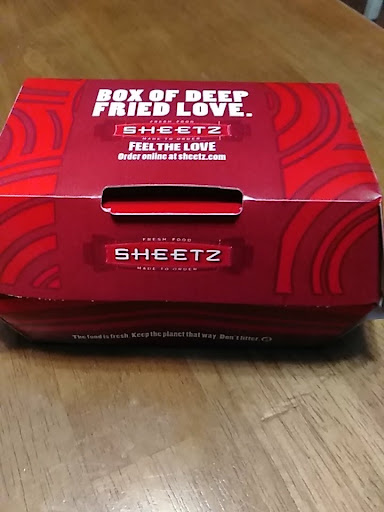 BOX OF DEEP
FRIED LOVE.
FRESH FOOD
SHEETZ
MADE TO ORDER
FEEL THE LOVE
Order online at sheetz.com
FRESH FOOD
SHEETZ
MADE TO ORDER
The food is fresh. Keep the planet that way. Don't litter.